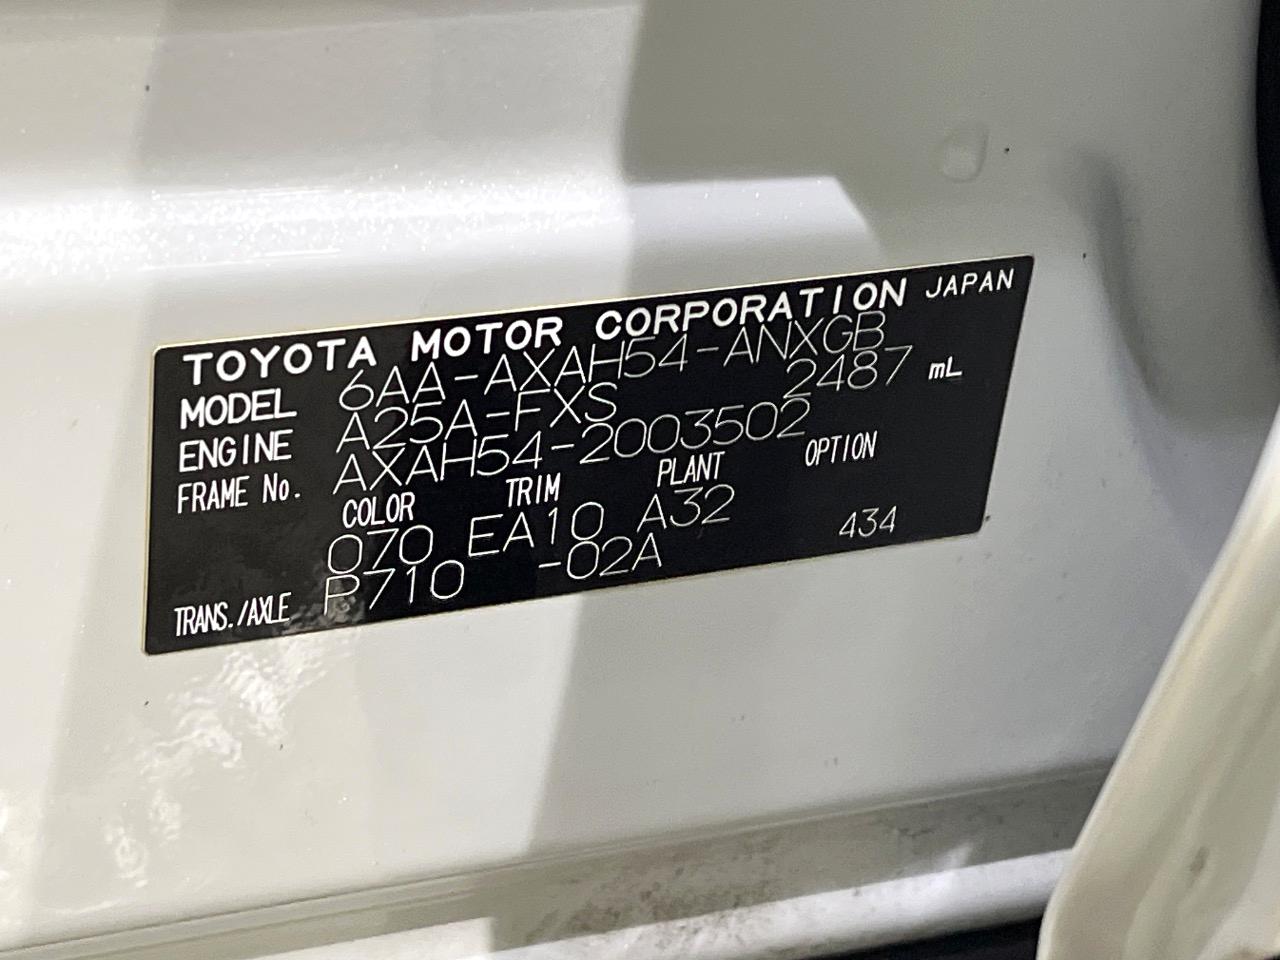 TOYOTA MOTOR CORPORATION JAPAN
MODEL 6AA-AXAH54-ANXGB
ENGINE A25A-FXS 2487 mL
FRAME No. AXAH54-2003502
COLOR TRIM PLANT OPTION
070 EA10 A32
TRANS./AXLE P710 -02A 434